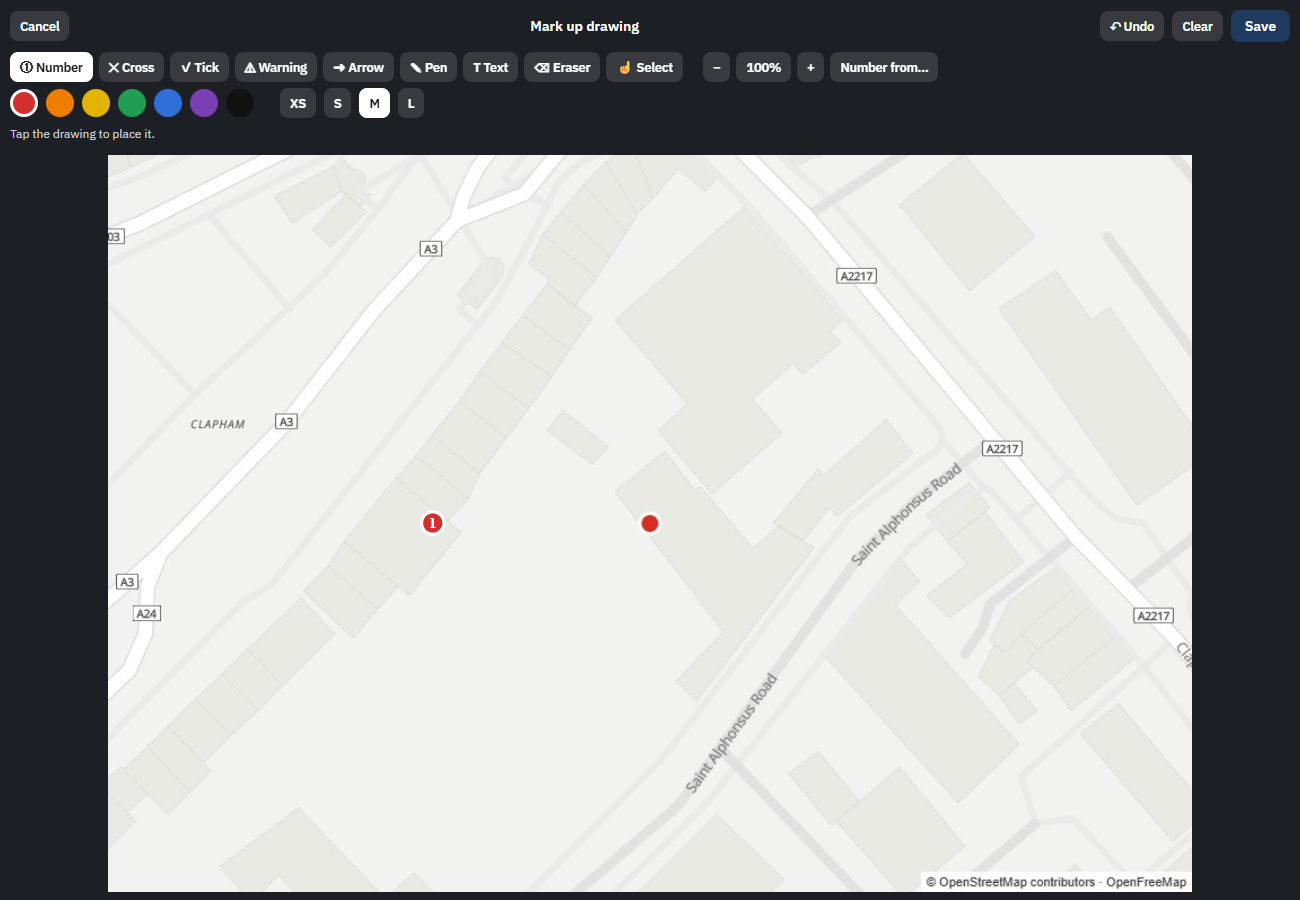 Cancel
Mark up drawing
↶ Undo
Clear
Save
① Number
✕ Cross
✓ Tick
⚠ Warning
➔ Arrow
✎ Pen
T Text
⌫ Eraser
☝ Select
−
100%
+
Number from...
XS
S
M
L
Tap the drawing to place it.
03
A3
A2217
CLAPHAM
A3
A2217
Saint Alphonsus Road
1
A3
A24
A2217
Saint Alphonsus Road
© OpenStreetMap contributors · OpenFreeMap